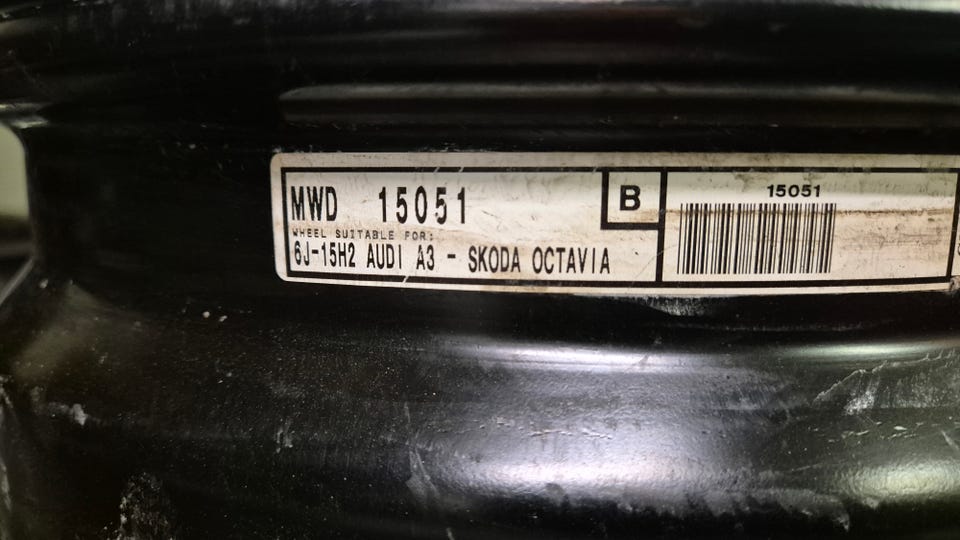 MWD 15051
B
WHEEL SUITABLE FOR:
6J-15H2 AUDI A3 - SKODA OCTAVIA
15051